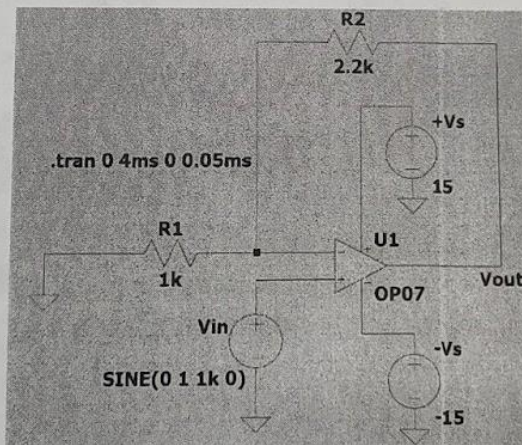 R2
2.2k
+Vs
.tran 0 4ms 0 0.05ms
15
R1
U1
1k
OP07
Vout
Vin
-Vs
SINE(0 1 1k 0)
-15